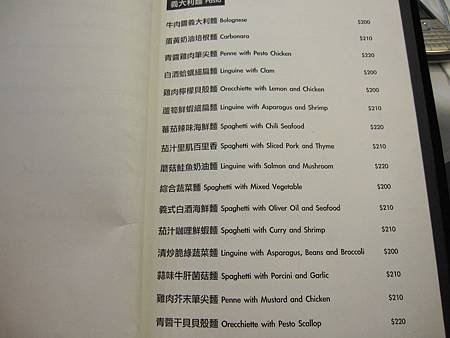 義大利麵 Pasta
牛肉醬義大利麵 Bolognese $200
蛋黃奶油培根麵 Carbonara $210
青醬雞肉筆尖麵 Penne with Pesto Chicken $220
白酒蛤蠣細扁麵 Linguine with Clam $200
雞肉檸檬貝殼麵 Orecchiette with Lemon and Chicken $200
蘆筍鮮蝦細扁麵 Linguine with Asparagus and Shrimp $210
蕃茄辣味海鮮麵 Spaghetti with Chili Seafood $220
茄汁里肌百里香 Spaghetti with Sliced Pork and Thyme $210
蘑菇鮭魚奶油麵 Linguine with Salmon and Mushroom $220
綜合蔬菜麵 Spaghetti with Mixed Vegetable $200
義式白酒海鮮麵 Spaghetti with Oliver Oil and Seafood $210
茄汁咖哩鮮蝦麵 Spaghetti with Curry and Shrimp $210
清炒脆綠蔬菜麵 Linguine with Asparagus, Beans and Broccoli $200
蒜味牛肝菌菇麵 Spaghetti with Porcini and Garlic $210
雞肉芥末筆尖麵 Penne with Mustard and Chicken $210
青醬干貝貝殼麵 Orecchiette with Pesto Scallop $220